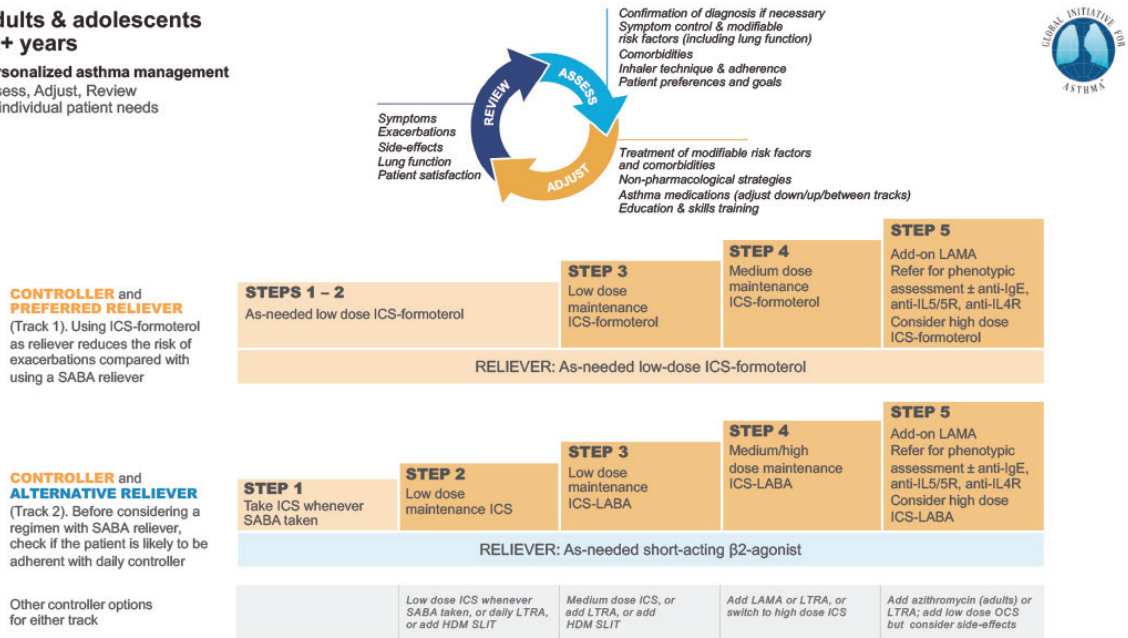 dults & adolescents
+ years
rsonalized asthma management
sess, Adjust, Review
individual patient needs
REVIEW
ASSESS
ADJUST
Confirmation of diagnosis if necessary
Symptom control & modifiable
risk factors (including lung function)
Comorbidities
Inhaler technique & adherence
Patient preferences and goals
Symptoms
Exacerbations
Side-effects
Lung function
Patient satisfaction
Treatment of modifiable risk factors
and comorbidities
Non-pharmacological strategies
Asthma medications (adjust down/up/between tracks)
Education & skills training
GLOBAL INITIATIVE FOR
ASTHMA
CONTROLLER and
PREFERRED RELIEVER
(Track 1). Using ICS-formoterol
as reliever reduces the risk of
exacerbations compared with
using a SABA reliever
STEPS 1 – 2
As-needed low dose ICS-formoterol
STEP 3
Low dose
maintenance
ICS-formoterol
STEP 4
Medium dose
maintenance
ICS-formoterol
STEP 5
Add-on LAMA
Refer for phenotypic
assessment ± anti-IgE,
anti-IL5/5R, anti-IL4R
Consider high dose
ICS-formoterol
RELIEVER: As-needed low-dose ICS-formoterol
CONTROLLER and
ALTERNATIVE RELIEVER
(Track 2). Before considering a
regimen with SABA reliever,
check if the patient is likely to be
adherent with daily controller
STEP 1
Take ICS whenever
SABA taken
STEP 2
Low dose
maintenance ICS
STEP 3
Low dose
maintenance
ICS-LABA
STEP 4
Medium/high
dose maintenance
ICS-LABA
STEP 5
Add-on LAMA
Refer for phenotypic
assessment ± anti-IgE,
anti-IL5/5R, anti-IL4R
Consider high dose
ICS-LABA
RELIEVER: As-needed short-acting β2-agonist
Other controller options
for either track
Low dose ICS whenever
SABA taken, or daily LTRA,
or add HDM SLIT
Medium dose ICS, or
add LTRA, or add
HDM SLIT
Add LAMA or LTRA, or
switch to high dose ICS
Add azithromycin (adults) or
LTRA; add low dose OCS
but consider side-effects